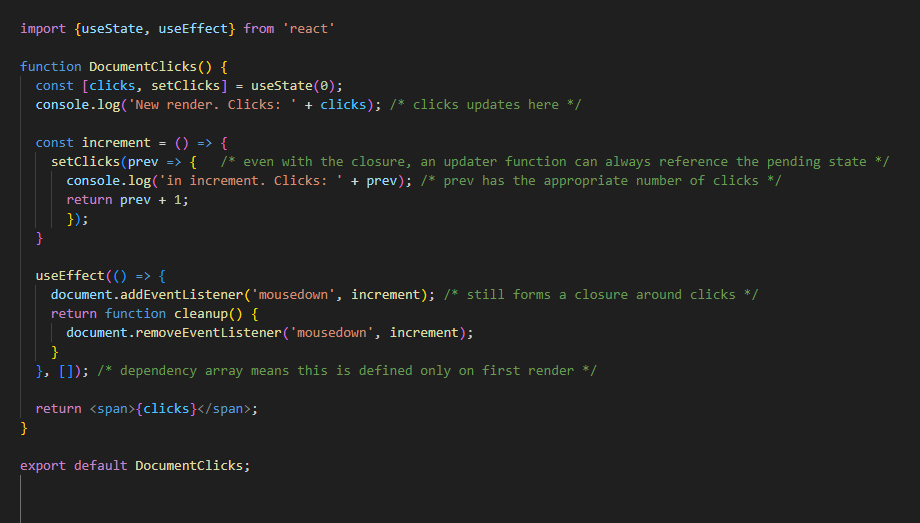 import {useState, useEffect} from 'react'
function DocumentClicks() {
const [clicks, setClicks] = useState(0);
console.log('New render. Clicks: ' + clicks); /* clicks updates here */
const increment = () => {
setClicks(prev => { /* even with the closure, an updater function can always reference the pending state */
console.log('in increment. Clicks: ' + prev); /* prev has the appropriate number of clicks */
return prev + 1;
});
}
useEffect(() => {
document.addEventListener('mousedown', increment); /* still forms a closure around clicks */
return function cleanup() {
document.removeEventListener('mousedown', increment);
}
}, []); /* dependency array means this is defined only on first render */
return <span>{clicks}</span>;
}
export default DocumentClicks;